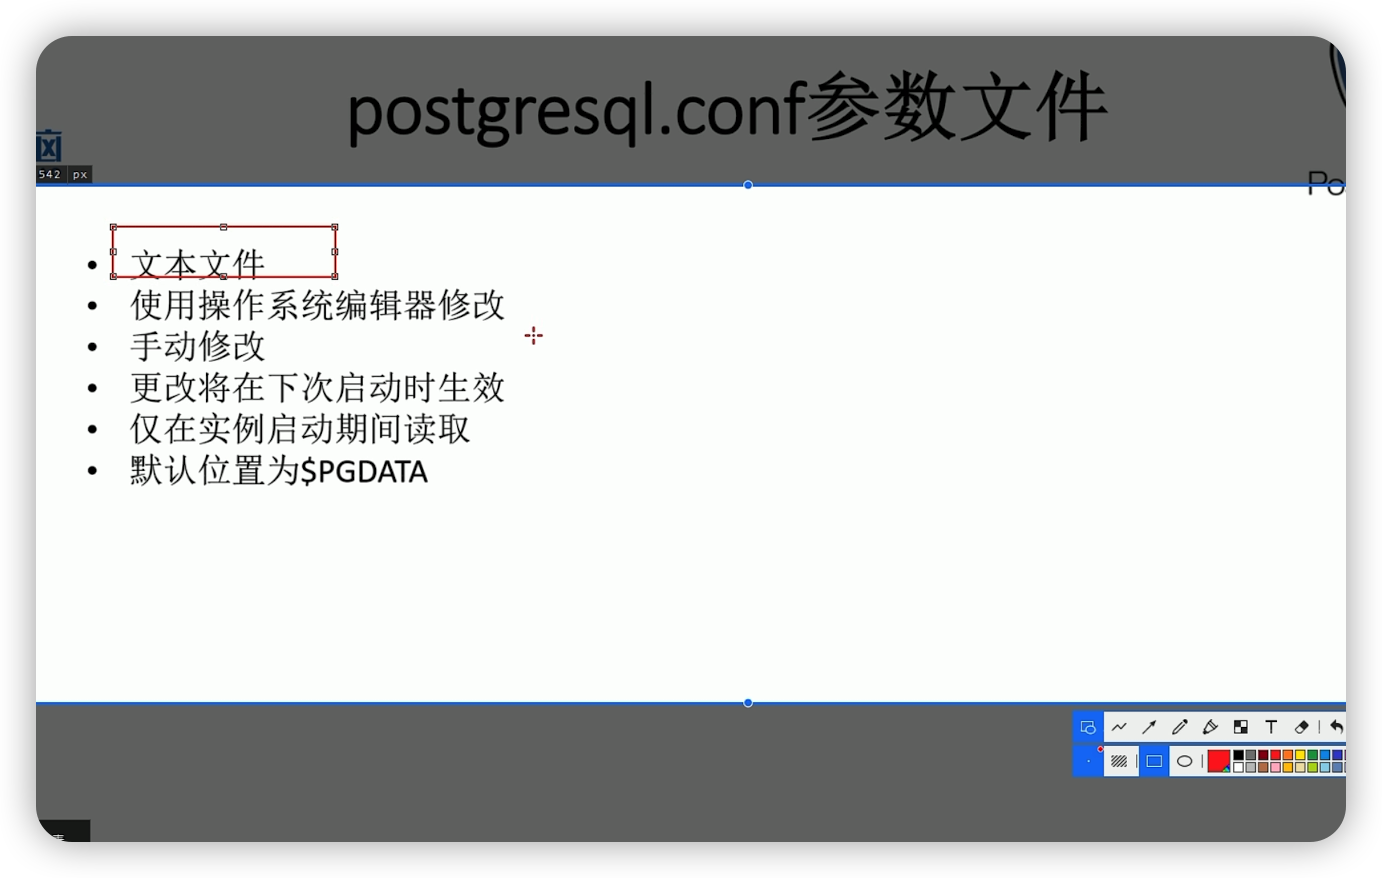 postgresql.conf参数文件
542 px
Po
• 文本文件
• 使用操作系统编辑器修改
• 手动修改
• 更改将在下次启动时生效
• 仅在实例启动期间读取
• 默认位置为$PGDATA
T